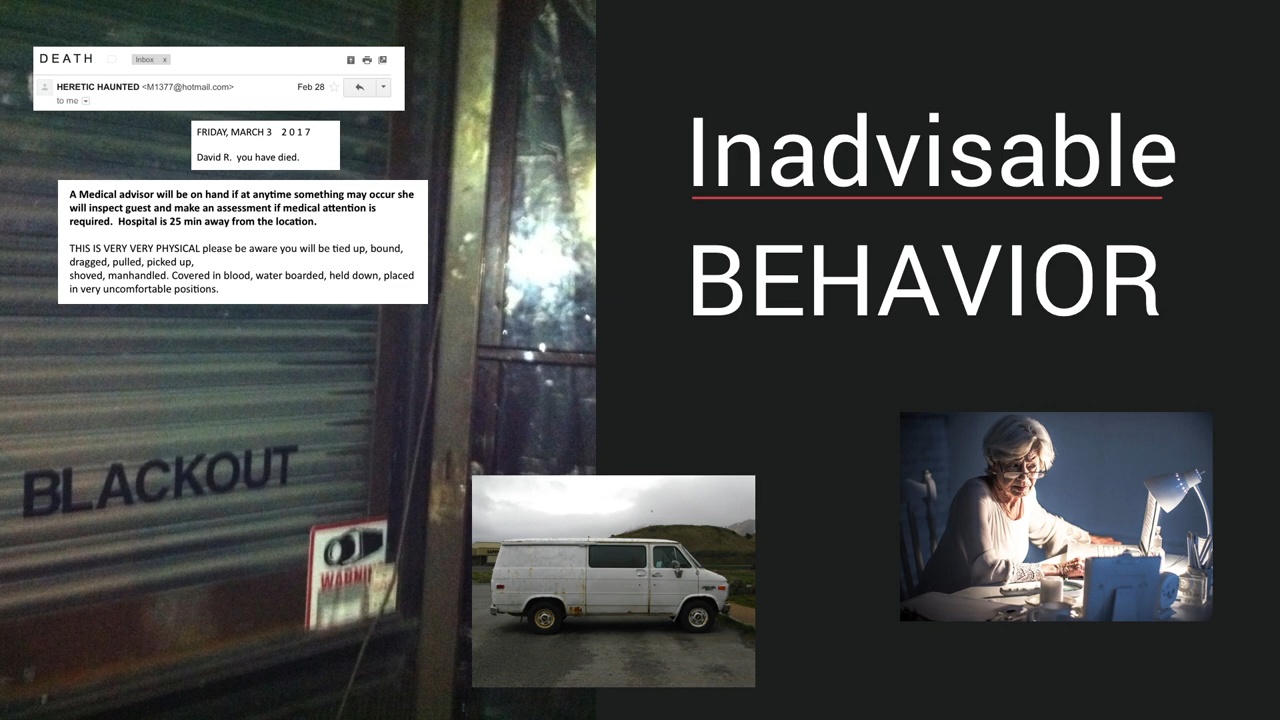 DEATH
Inbox x
HERETIC HAUNTED <M1377@hotmail.com>
Feb 28
to me
FRIDAY, MARCH 3 2 0 1 7
David R. you have died.
A Medical advisor will be on hand if at anytime something may occur she
will inspect guest and make an assessment if medical attention is
required. Hospital is 25 min away from the location.
THIS IS VERY VERY PHYSICAL please be aware you will be tied up, bound,
dragged, pulled, picked up,
shoved, manhandled. Covered in blood, water boarded, held down, placed
in very uncomfortable positions.
BLACKOUT
Inadvisable
BEHAVIOR